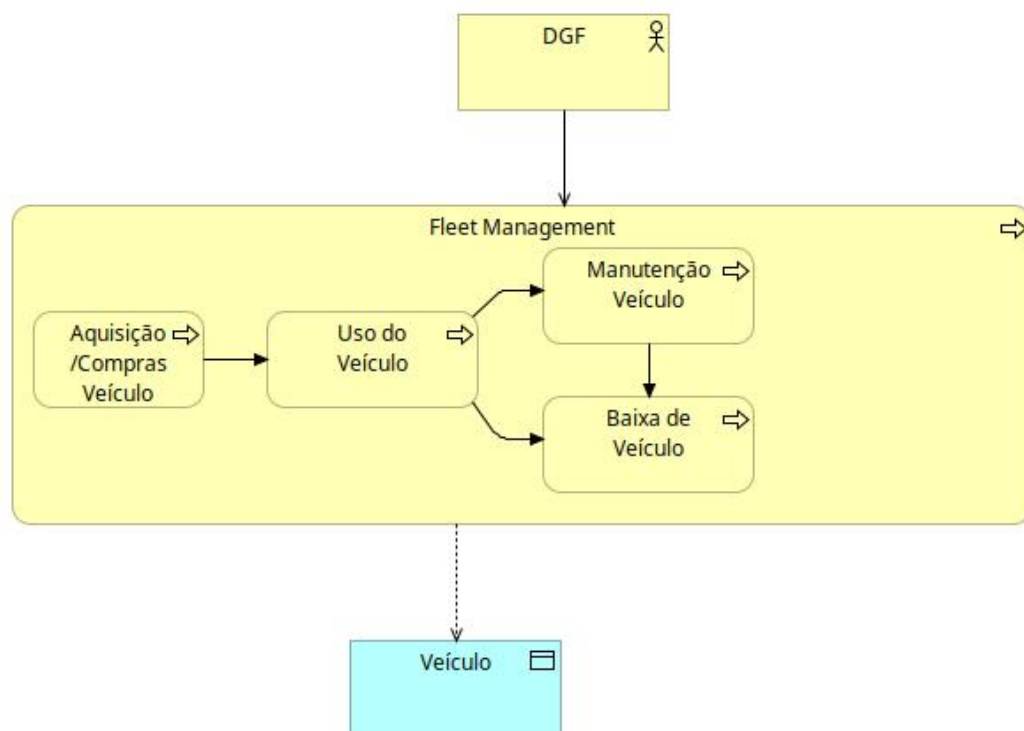 DGF
Fleet Management
Manutenção
Veículo
Aquisição
/Compras
Veículo
Uso do
Veículo
Baixa de
Veículo
Veículo